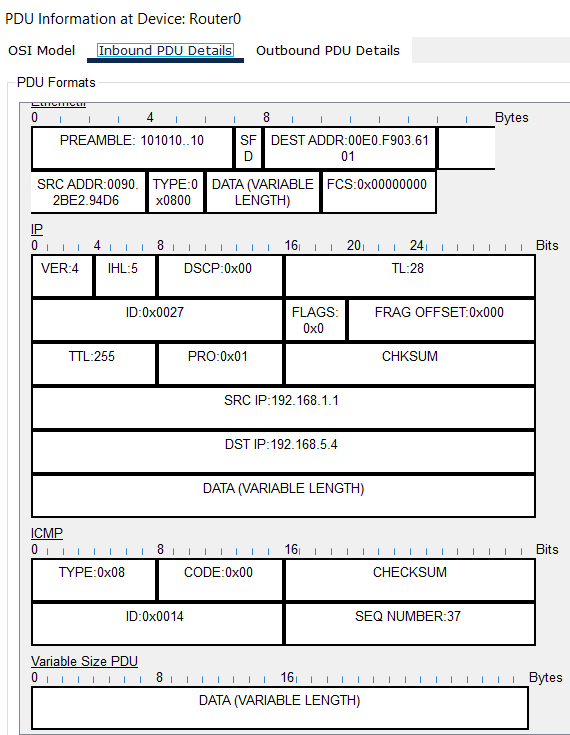 PDU Information at Device: Router0
OSI Model Inbound PDU Details Outbound PDU Details
PDU Formats
EthernetII
0 4 8 Bytes
PREAMBLE: 101010..10 SF DEST ADDR:00E0.F903.61
D 01
SRC ADDR:0090. TYPE:0 DATA (VARIABLE FCS:0x00000000
2BE2.94D6 x0800 LENGTH)
IP
0 4 8 16 20 24 Bits
VER:4 IHL:5 DSCP:0x00 TL:28
ID:0x0027 FLAGS: FRAG OFFSET:0x000
0x0
TTL:255 PRO:0x01 CHKSUM
SRC IP:192.168.1.1
DST IP:192.168.5.4
DATA (VARIABLE LENGTH)
ICMP
0 8 16 Bits
TYPE:0x08 CODE:0x00 CHECKSUM
ID:0x0014 SEQ NUMBER:37
Variable Size PDU
0 8 16 Bytes
DATA (VARIABLE LENGTH)